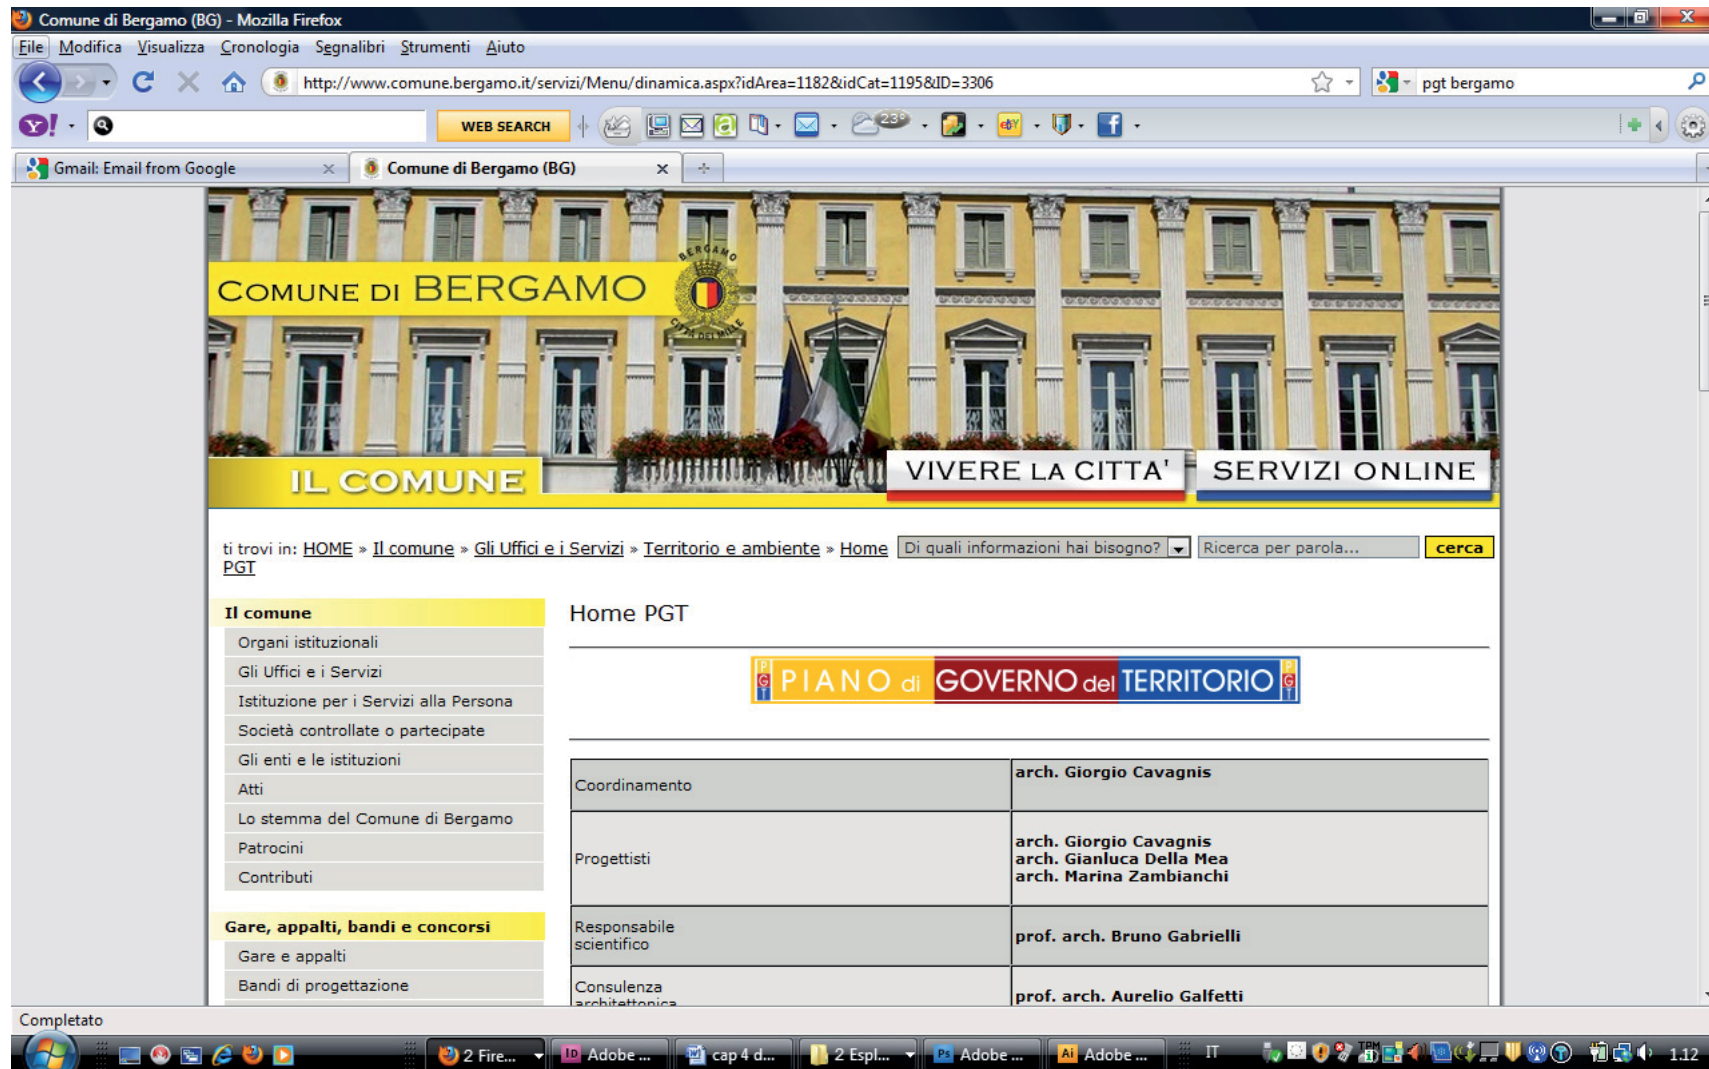 Comune di Bergamo (BG) - Mozilla Firefox
File Modifica Visualizza Cronologia Segnalibri Strumenti Aiuto
http://www.comune.bergamo.it/servizi/Menu/dinamica.aspx?idArea=1182&idCat=1195&ID=3306
pgt bergamo
WEB SEARCH
23°
Gmail: Email from Google
Comune di Bergamo (BG)
BERGAMO
COMUNE DI BERGAMO
CITTÀ DEI MILLE
IL COMUNE
VIVERE LA CITTA'
SERVIZI ONLINE
ti trovi in: HOME » Il comune » Gli Uffici e i Servizi » Territorio e ambiente » Home
PGT
Di quali informazioni hai bisogno?
Ricerca per parola...
cerca
Il comune
Organi istituzionali
Gli Uffici e i Servizi
Istituzione per i Servizi alla Persona
Società controllate o partecipate
Gli enti e le istituzioni
Atti
Lo stemma del Comune di Bergamo
Patrocini
Contributi
Gare, appalti, bandi e concorsi
Gare e appalti
Bandi di progettazione
Home PGT
PGT PIANO di GOVERNO del TERRITORIO PGT
Coordinamento
arch. Giorgio Cavagnis
Progettisti
arch. Giorgio Cavagnis
arch. Gianluca Della Mea
arch. Marina Zambianchi
Responsabile
scientifico
prof. arch. Bruno Gabrielli
Consulenza
architettonica
prof. arch. Aurelio Galfetti
Completato
2 Fire...
Adobe ...
cap 4 d...
2 Espl...
Adobe ...
Adobe ...
IT
1.12